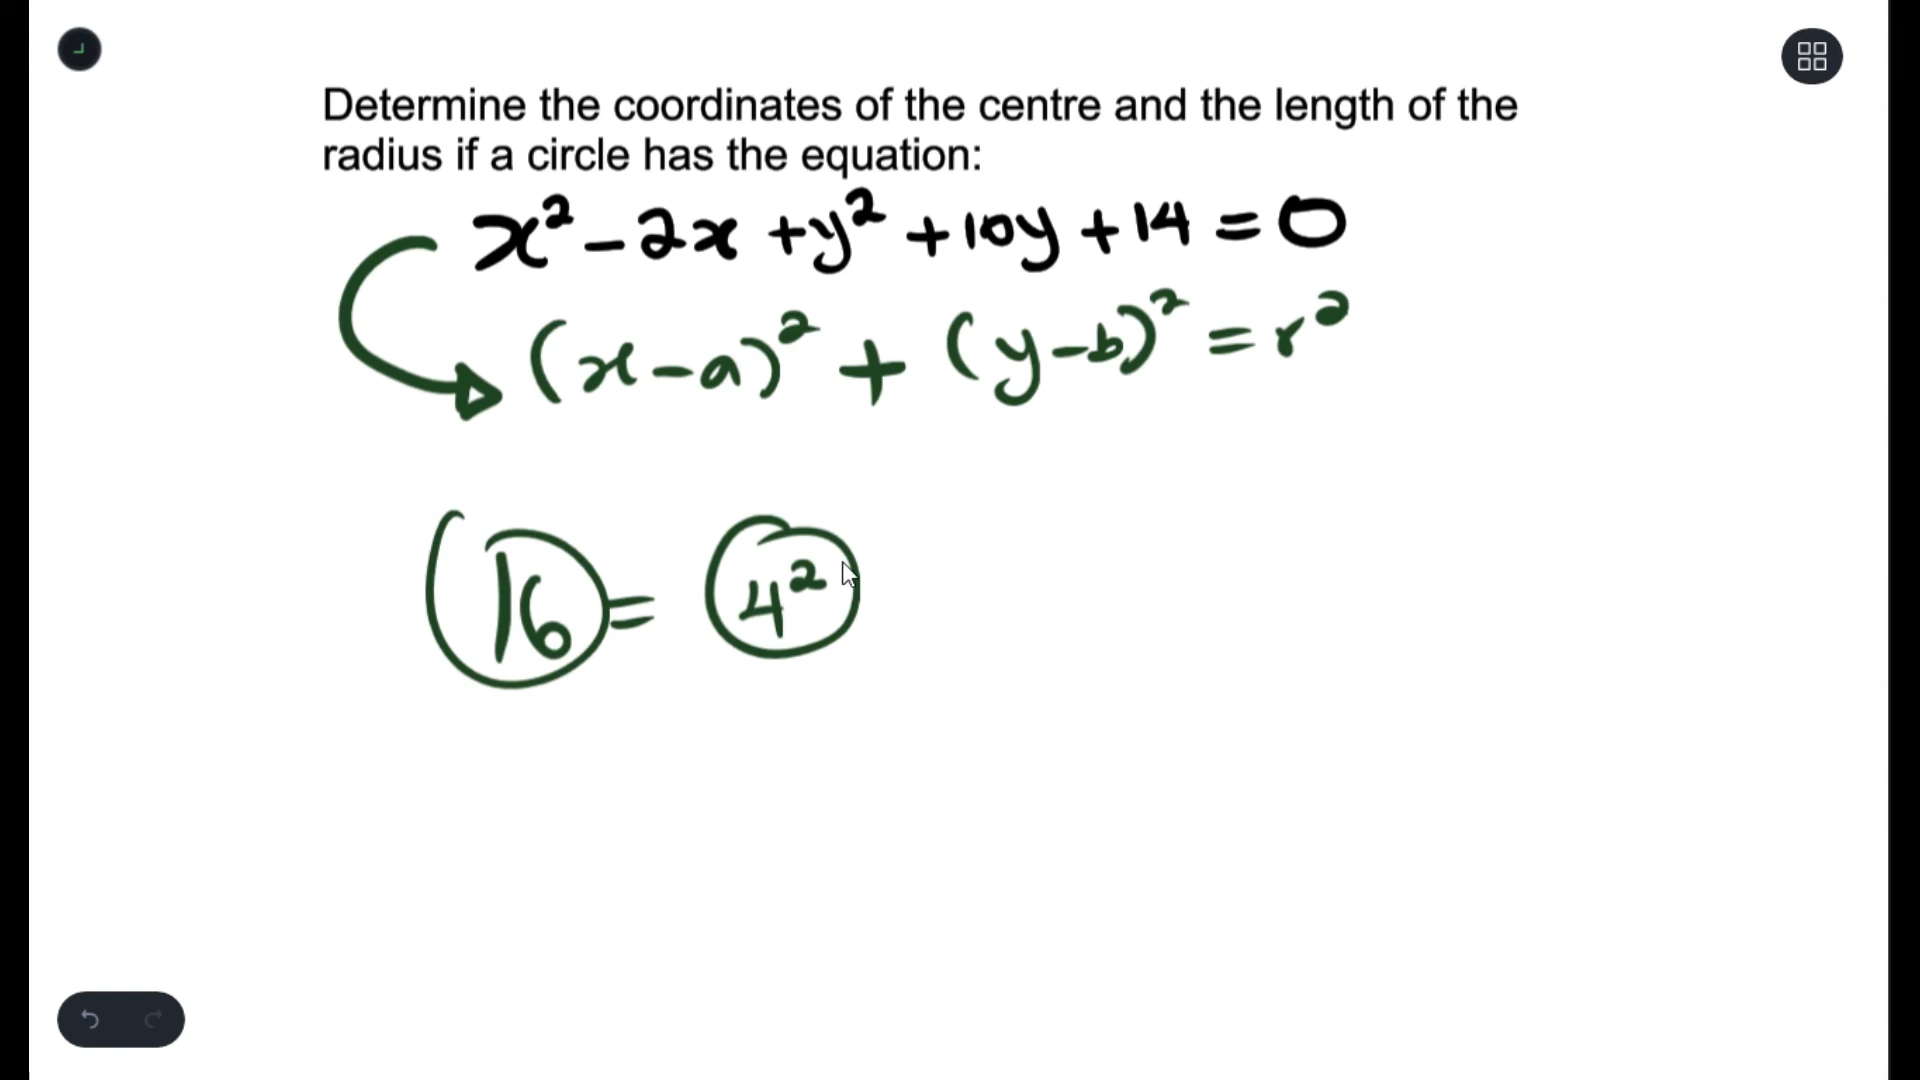 Determine the coordinates of the centre and the length of the
radius if a circle has the equation:
x² - 2x + y² + 10y + 14 = 0
(x - a)² + (y - b)² = r²
16 = 4²